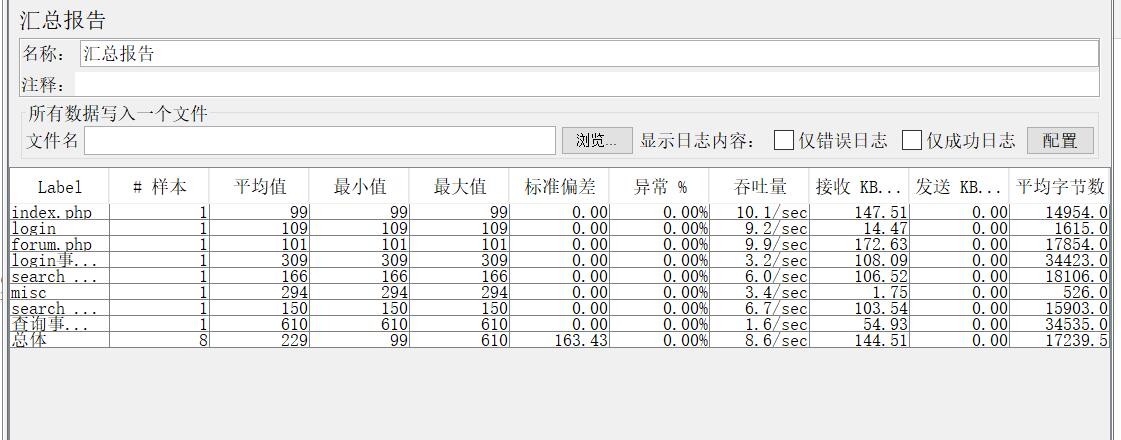 汇总报告
名称: 汇总报告
注释:
所有数据写入一个文件
文件名 浏览... 显示日志内容: 仅错误日志 仅成功日志 配置
Label # 样本 平均值 最小值 最大值 标准偏差 异常 % 吞吐量 接收 KB... 发送 KB... 平均字节数
index.php 1 99 99 99 0.00 0.00% 10.1/sec 147.51 0.00 14954.0
login 1 109 109 109 0.00 0.00% 9.2/sec 14.47 0.00 1615.0
forum.php 1 101 101 101 0.00 0.00% 9.9/sec 172.63 0.00 17854.0
login事... 1 309 309 309 0.00 0.00% 3.2/sec 108.09 0.00 34423.0
search ... 1 166 166 166 0.00 0.00% 6.0/sec 106.52 0.00 18106.0
misc 1 294 294 294 0.00 0.00% 3.4/sec 1.75 0.00 526.0
search ... 1 150 150 150 0.00 0.00% 6.7/sec 103.54 0.00 15903.0
查询事... 1 610 610 610 0.00 0.00% 1.6/sec 54.93 0.00 34535.0
总体 8 229 99 610 163.43 0.00% 8.6/sec 144.51 0.00 17239.5